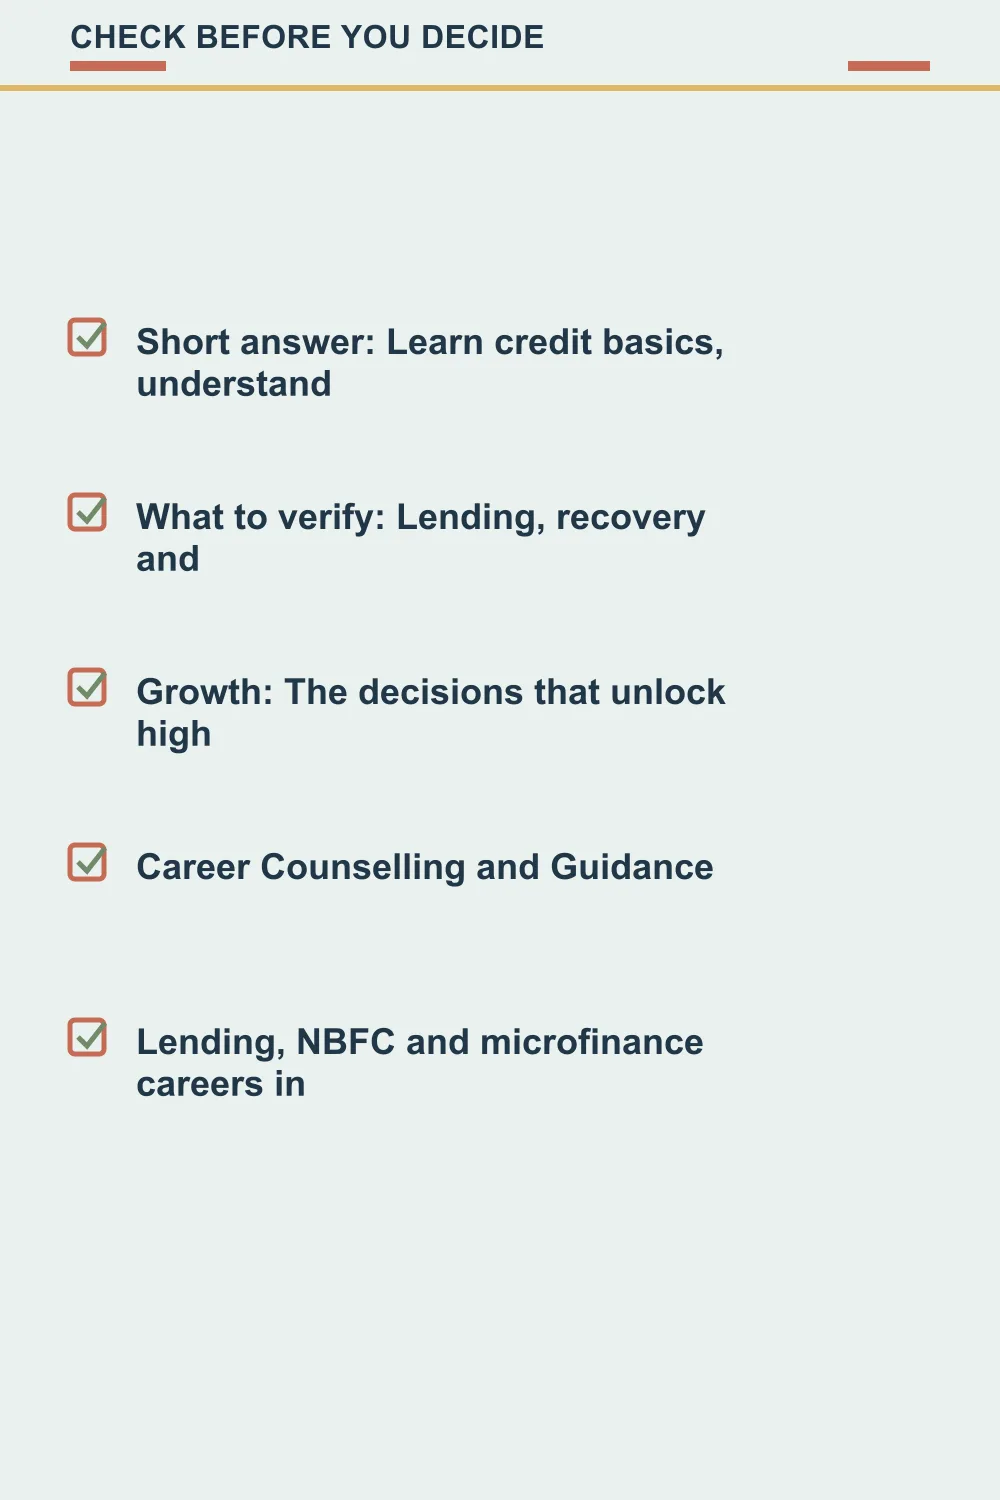 CHECK BEFORE YOU DECIDE
Short answer: Learn credit basics,
understand
What to verify: Lending, recovery
and
Growth: The decisions that unlock
high
Career Counselling and Guidance
Lending, NBFC and microfinance
careers in